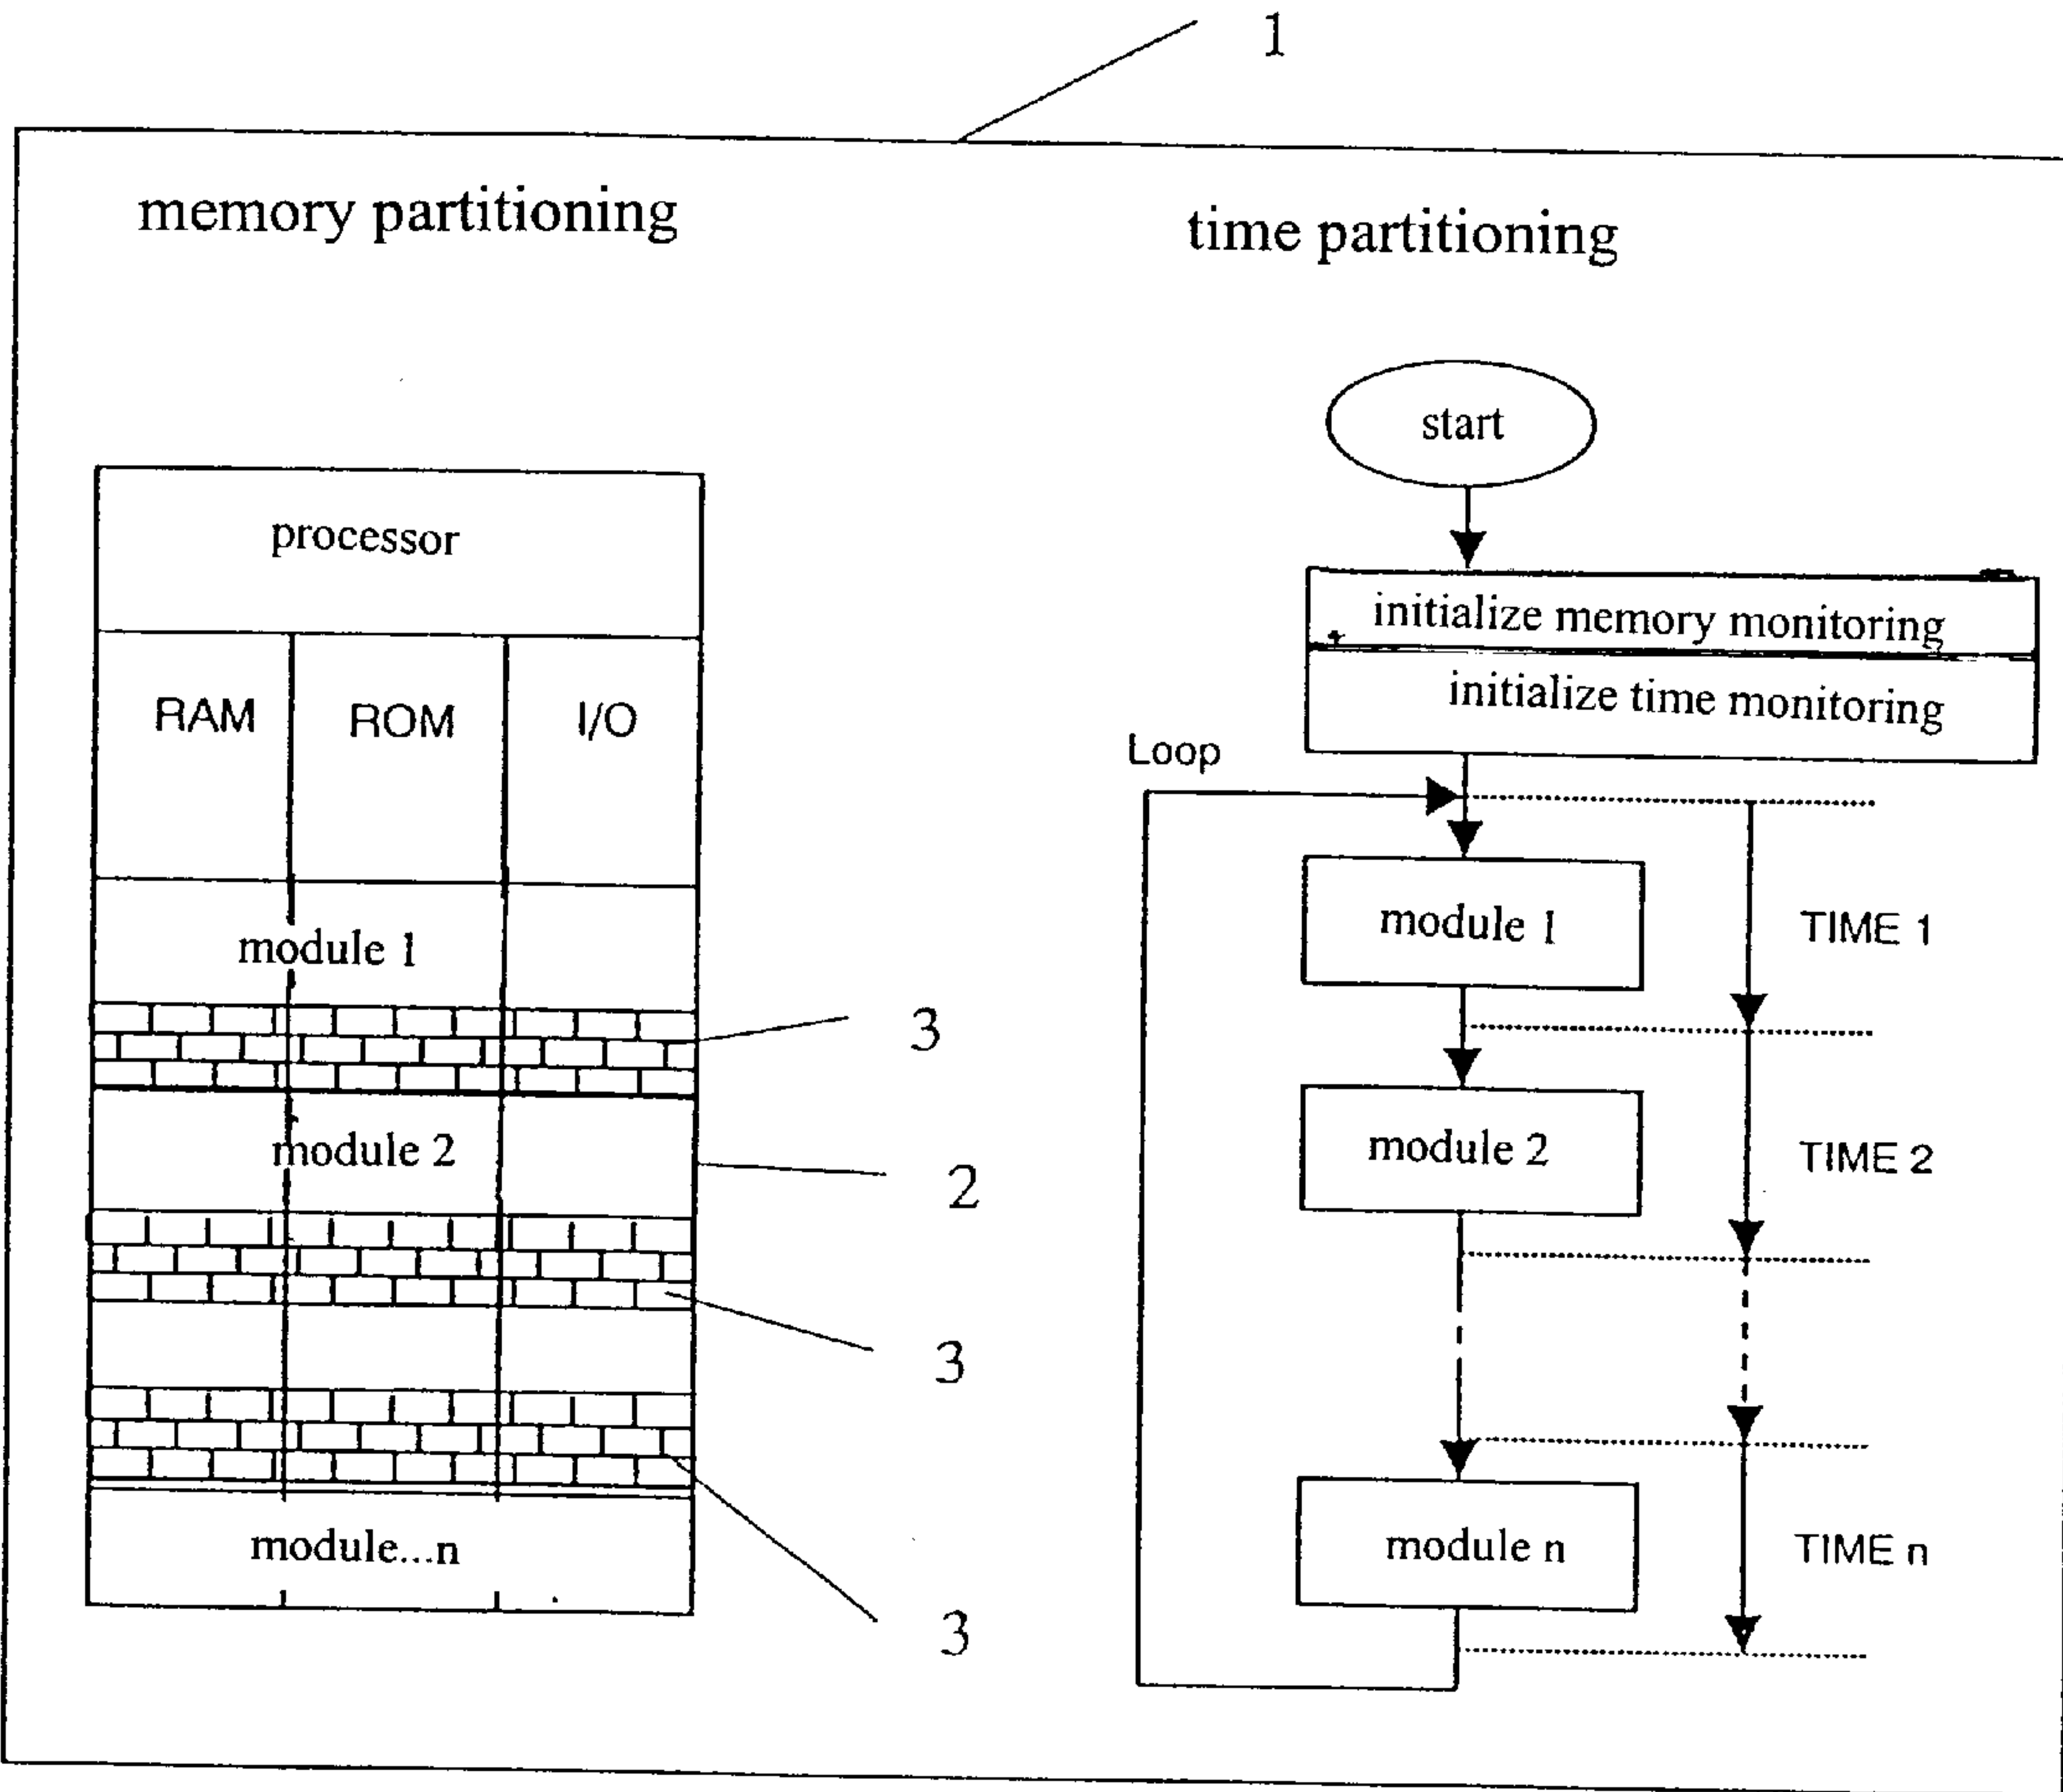 1
memory partitioning
time partitioning
start
processor
initialize memory monitoring
initialize time monitoring
RAM ROM I/O
Loop
module 1
3
module 2
2
3
module...n
3
module 1
TIME 1
module 2
TIME 2
module n
TIME n